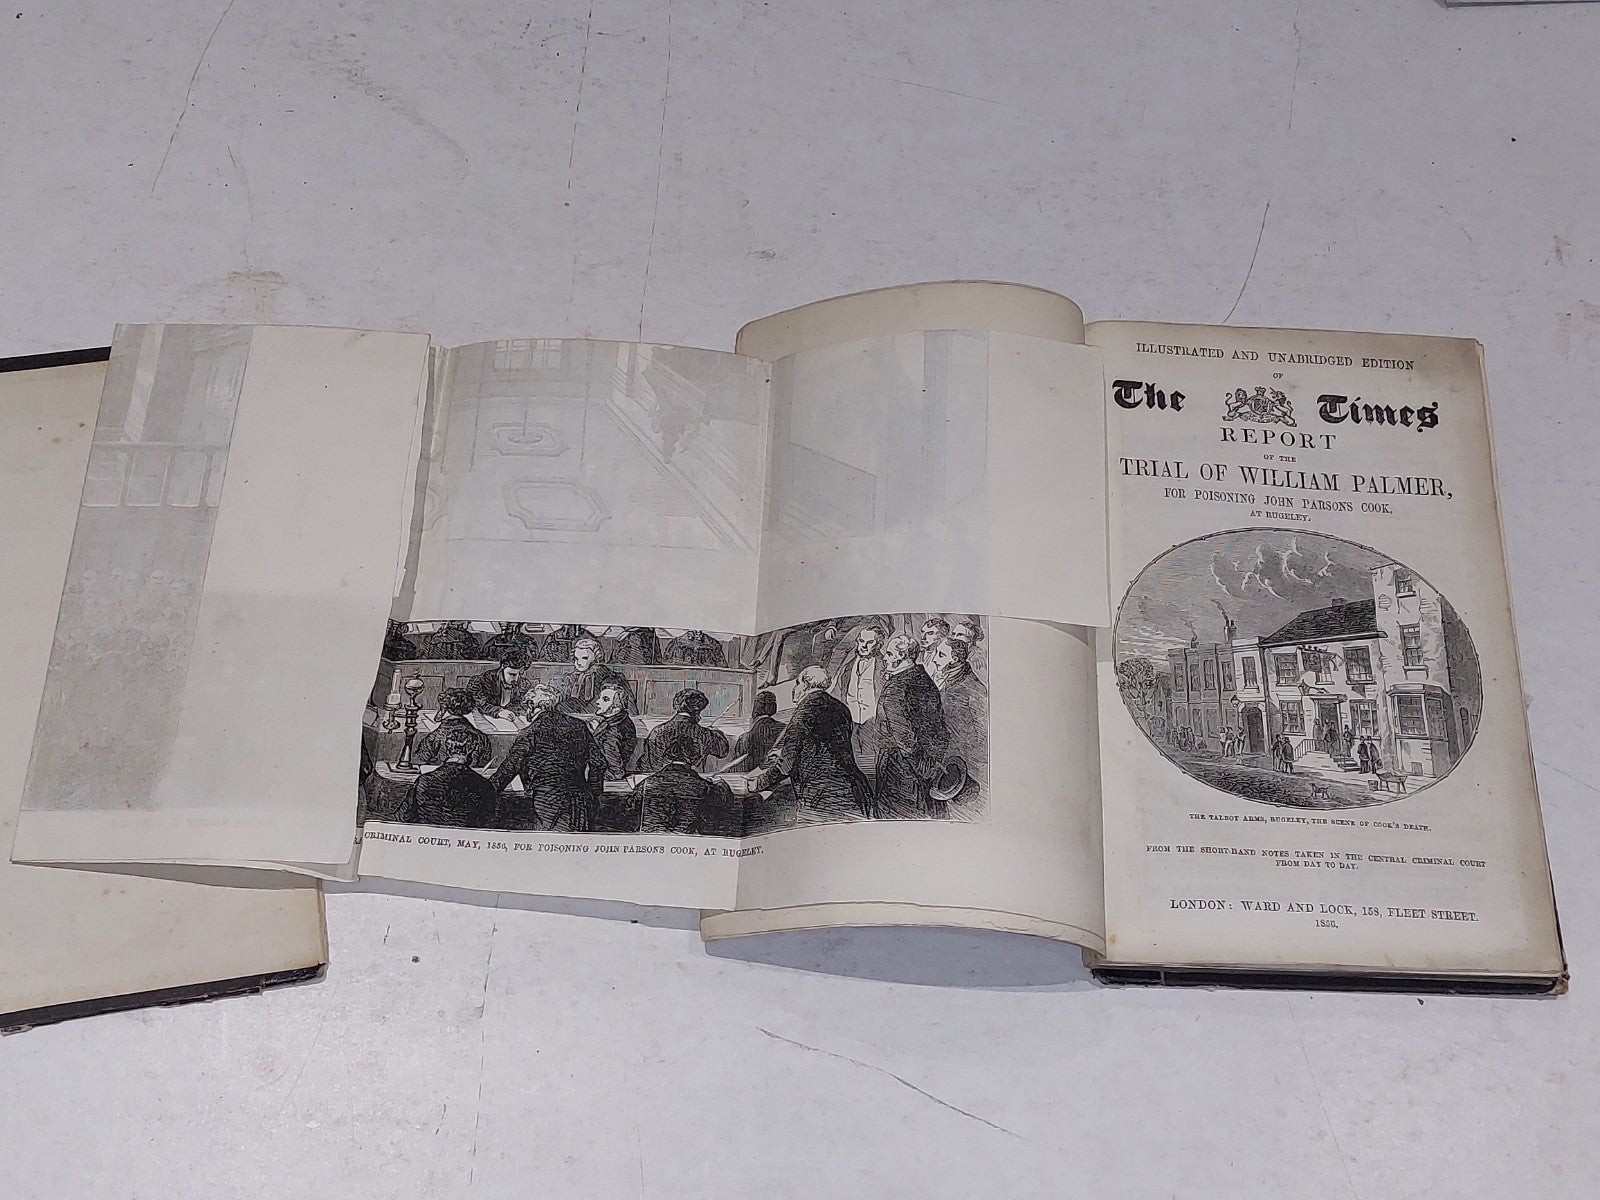 CRIMINAL COURT, MAY, 1856, FOR POISONING JOHN PARSONS COOK, AT RUGELEY.
ILLUSTRATED AND UNABRIDGED EDITION
OF
The Times
REPORT
OF THE
TRIAL OF WILLIAM PALMER,
FOR POISONING JOHN PARSONS COOK,
AT RUGELEY.
THE TALBOT ARMS, RUGELEY, THE SCENE OF COOK'S DEATH.
FROM THE SHORT-HAND NOTES TAKEN IN THE CENTRAL CRIMINAL COURT
FROM DAY TO DAY.
LONDON: WARD AND LOCK, 158, FLEET STREET.
1856.